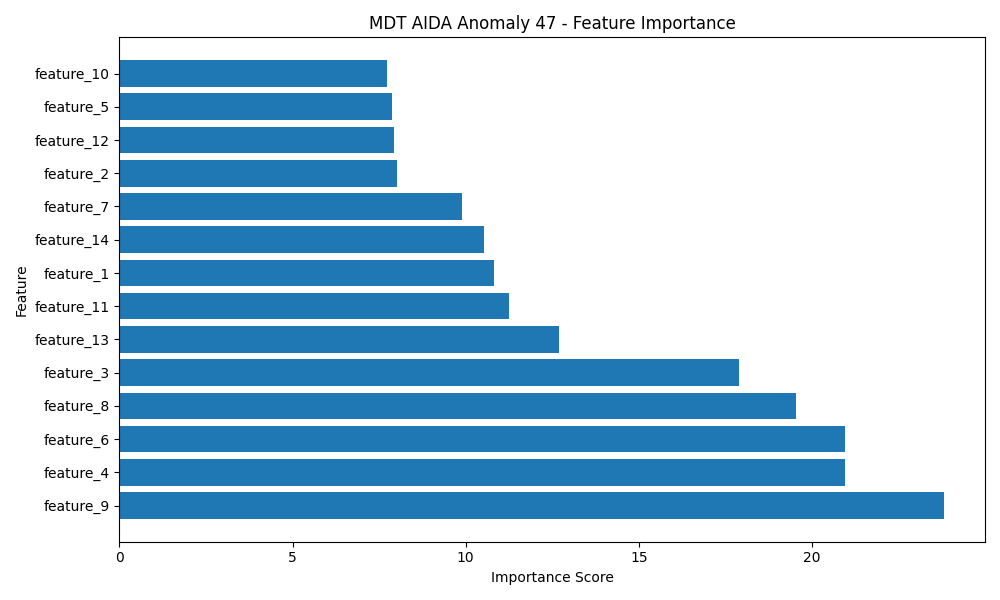 MDT AIDA Anomaly 47 - Feature Importance
feature_10
feature_5
feature_12
feature_2
feature_7
feature_14
feature_1
feature_11
feature_13
feature_3
feature_8
feature_6
feature_4
feature_9
Feature
0 5 10 15 20
Importance Score